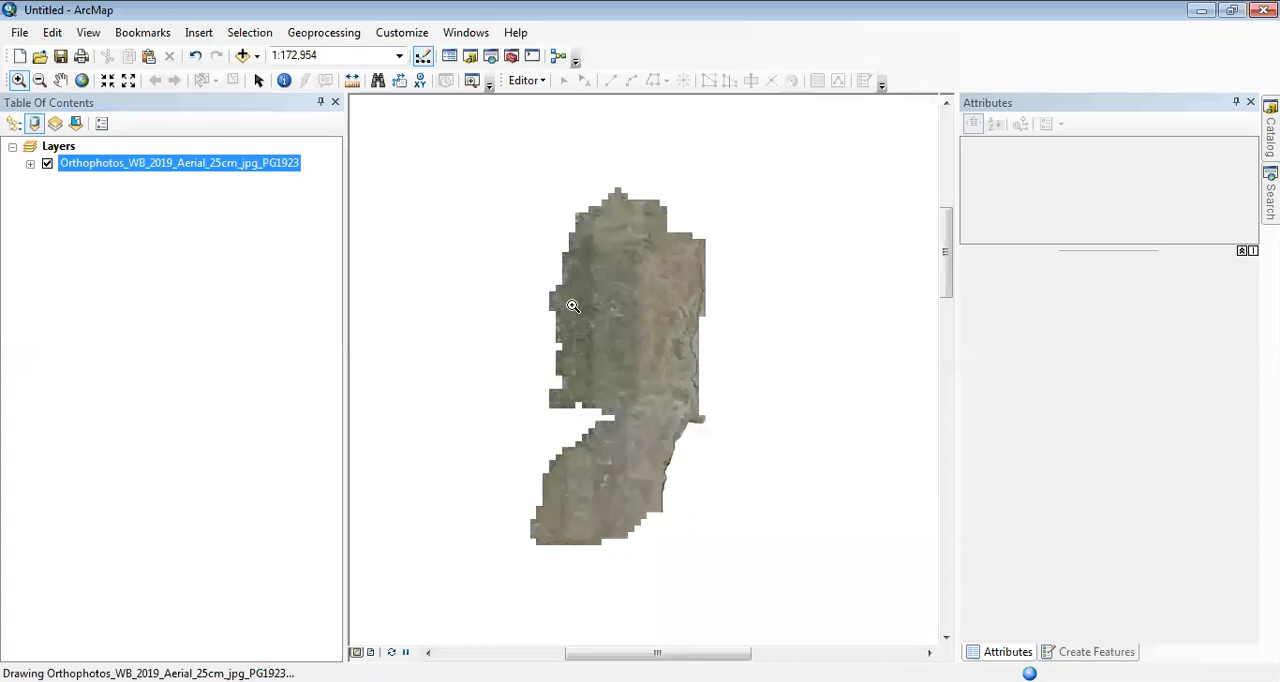 Untitled - ArcMap
File Edit View Bookmarks Insert Selection Geoprocessing Customize Windows Help
1:172,954
Editor
Table Of Contents
Attributes
Layers
Orthophotos_WB_2019_Aerial_25cm_jpg_PG1923
Catalog
Search
Attributes Create Features
Drawing Orthophotos_WB_2019_Aerial_25cm_jpg_PG1923...